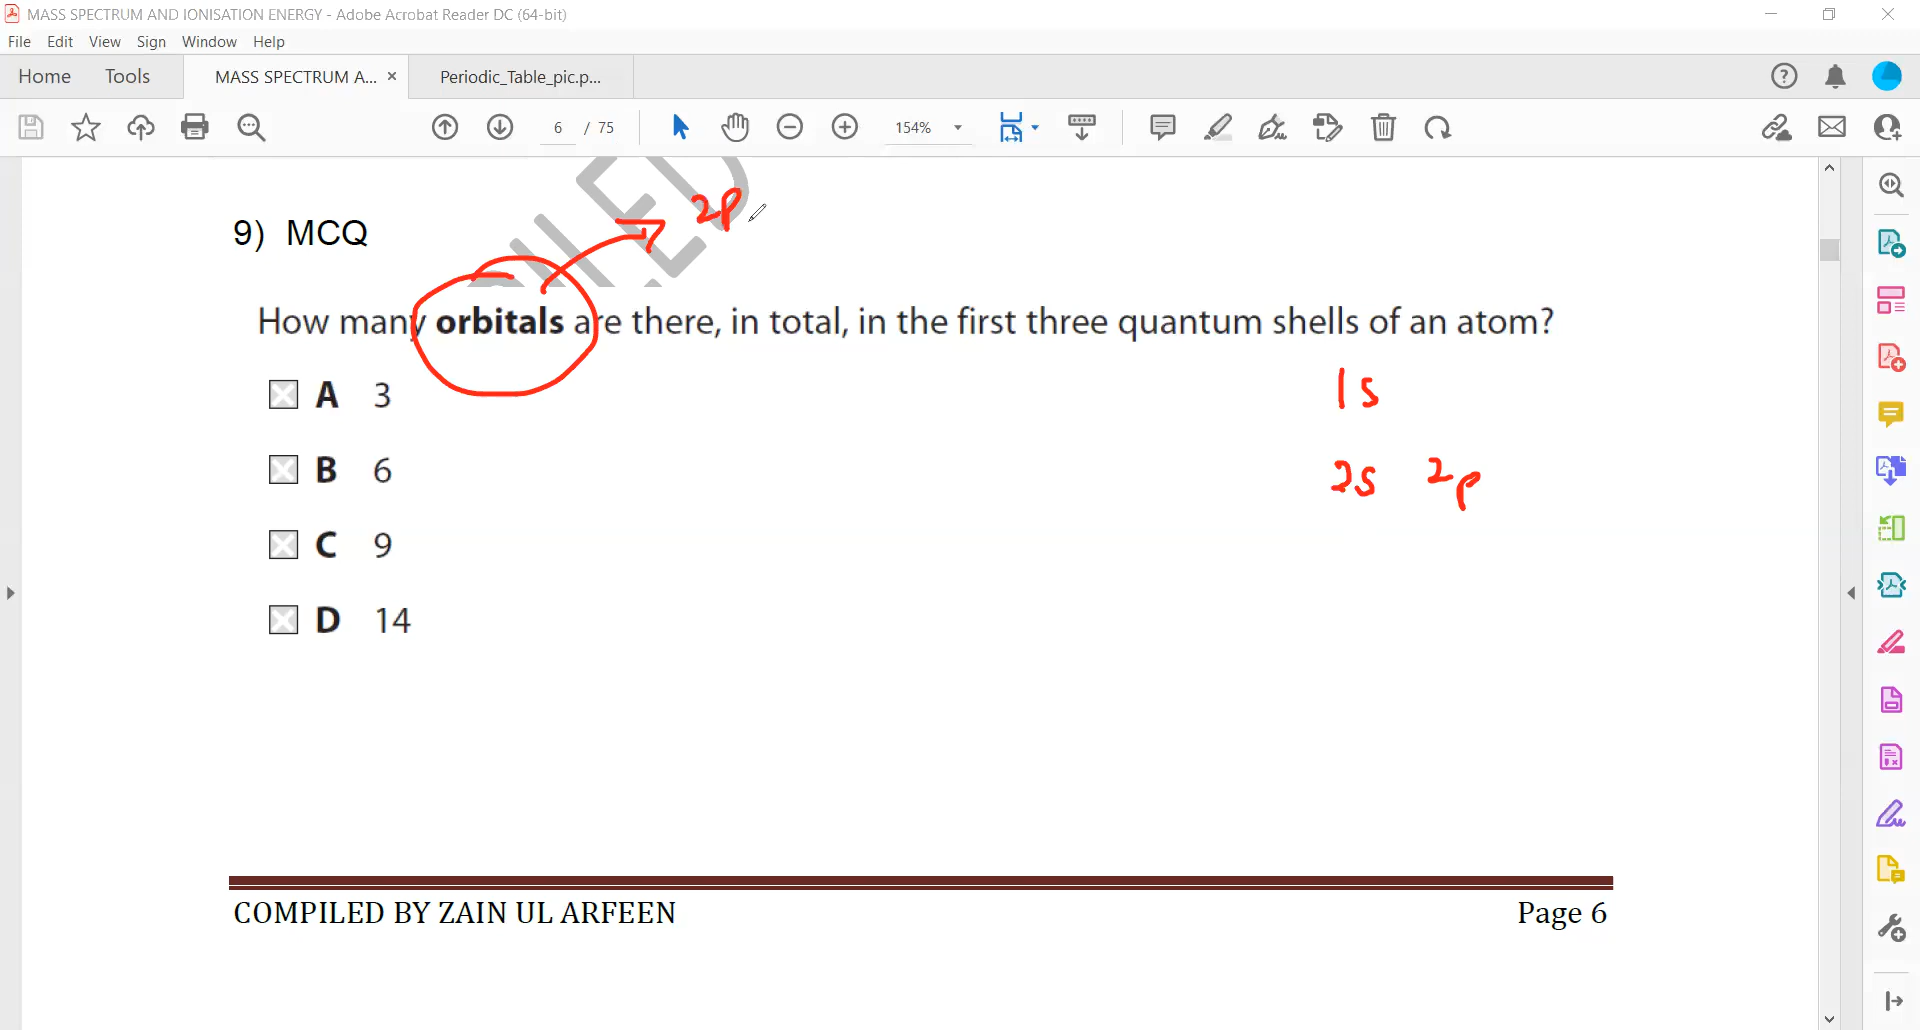 MASS SPECTRUM AND IONISATION ENERGY - Adobe Acrobat Reader DC (64-bit)
File Edit View Sign Window Help
Home Tools MASS SPECTRUM A... × Periodic_Table_pic.p...
6 / 75 154%
2p
9) MCQ
How many orbitals are there, in total, in the first three quantum shells of an atom?
A 3
1s
B 6
2s 2p
C 9
D 14
COMPILED BY ZAIN UL ARFEEN Page 6